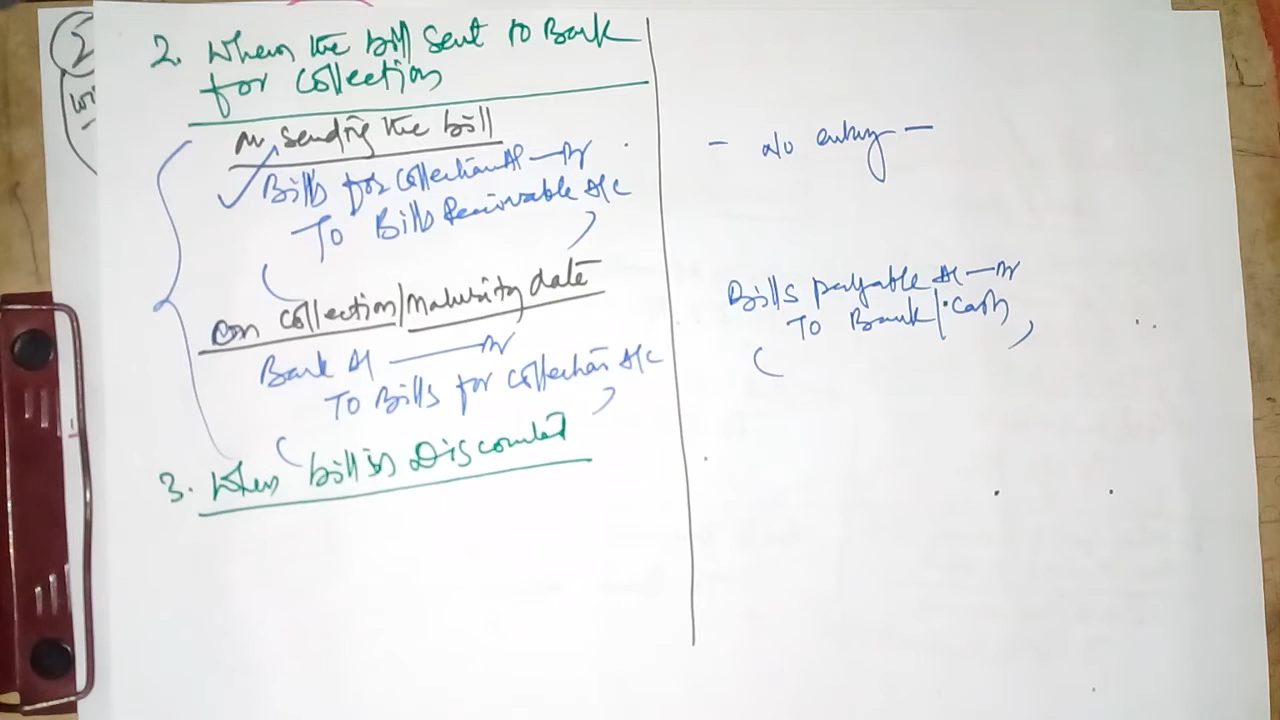 2. When the bill sent to Bank
for collection
on sending the bill
Bills for collection A/c — Dr
To Bills Receivable A/c
on collection/Maturity date
Bank A/c — Dr
To Bills for collection A/c
3. When bill is Discounted
- No entry -
Bills payable A/c — Dr
To Bank/cash
2